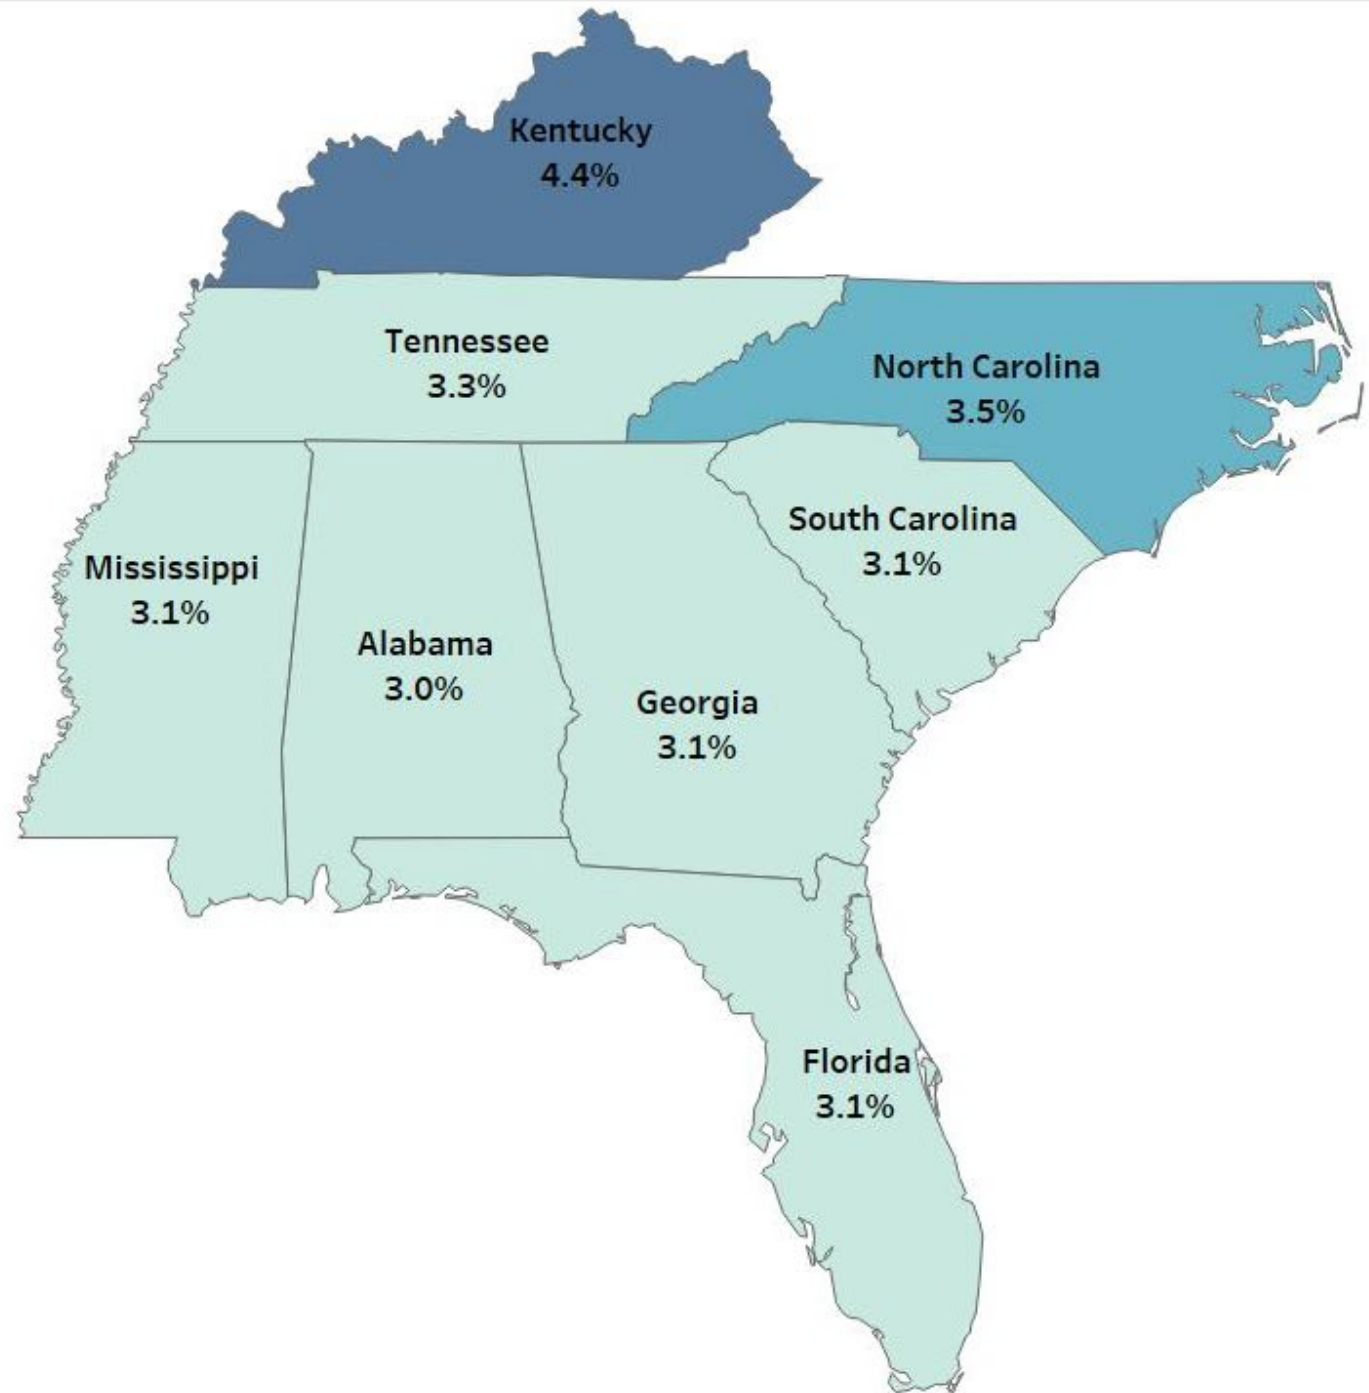 Kentucky
4.4%
Tennessee
3.3%
North Carolina
3.5%
South Carolina
3.1%
Mississippi
3.1%
Alabama
3.0%
Georgia
3.1%
Florida
3.1%